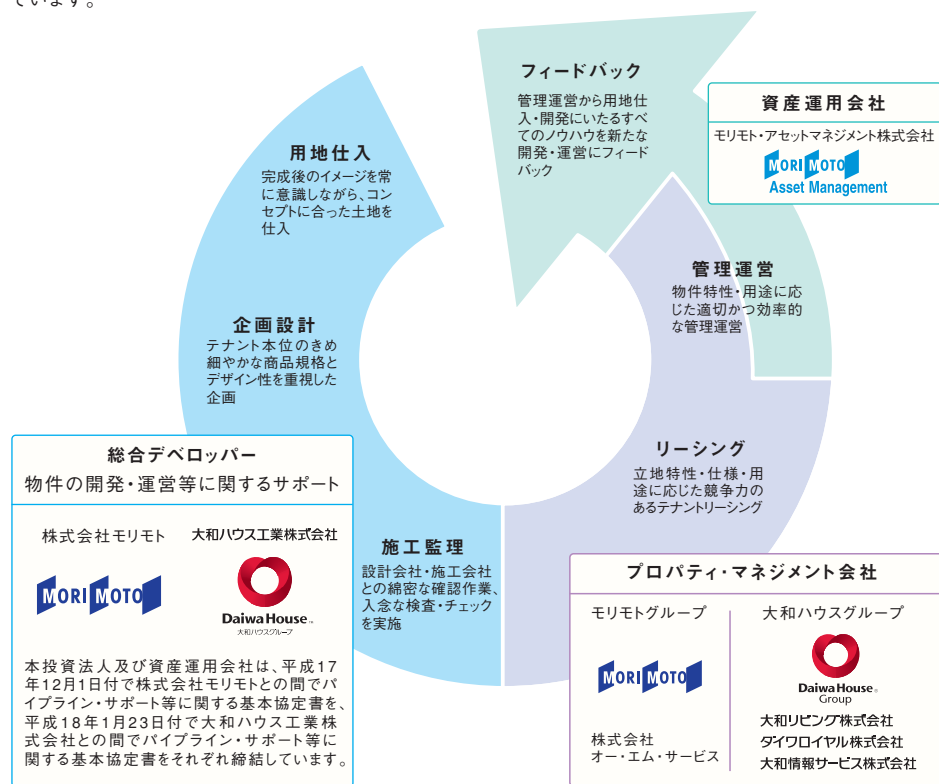 ています。
フィードバック
管理運営から用地仕
入・開発にいたるすべ
てのノウハウを新たな
開発・運営にフィード
バック
資産運用会社
モリモト・アセットマネジメント株式会社
MORIMOTO
Asset Management
用地仕入
完成後のイメージを常
に意識しながら、コン
セプトに合った土地を
仕入
管理運営
物件特性・用途に応
じた適切かつ効率的
な管理運営
企画設計
テナント本位のきめ
細やかな商品規格と
デザイン性を重視した
企画
リーシング
立地特性・仕様・用
途に応じた競争力の
あるテナントリーシング
施工監理
設計会社・施工会社
との綿密な確認作業、
入念な検査・チェック
を実施
総合デベロッパー
物件の開発・運営等に関するサポート
株式会社モリモト
MORIMOTO
大和ハウス工業株式会社
Daiwa House™
大和ハウスグループ
本投資法人及び資産運用会社は、平成17
年12月1日付で株式会社モリモトとの間でパ
イプライン・サポート等に関する基本協定書を、
平成18年1月23日付で大和ハウス工業株
式会社との間でパイプライン・サポート等に
関する基本協定書をそれぞれ締結しています。
プロパティ・マネジメント会社
モリモトグループ
MORIMOTO
株式会社
オー・エム・サービス
大和ハウスグループ
Daiwa House®
Group
大和リビング株式会社
ダイワロイヤル株式会社
大和情報サービス株式会社